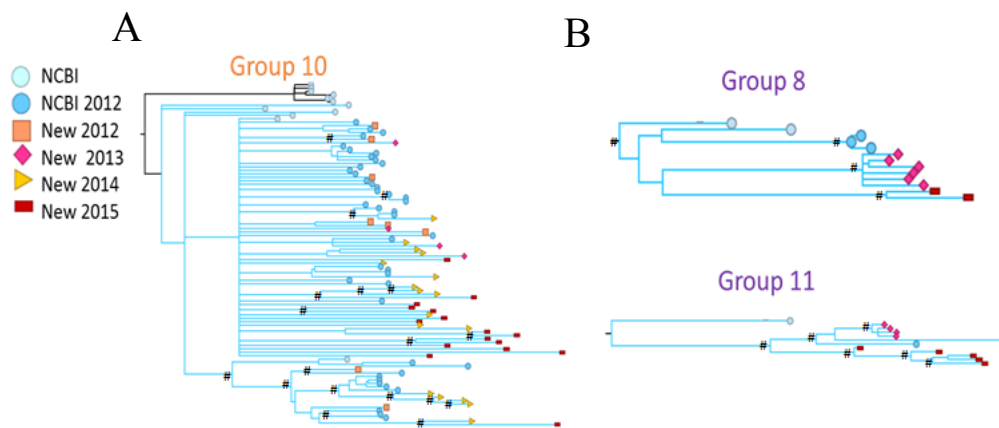 A
B
Group 10
NCBI
NCBI 2012
New 2012
New 2013
New 2014
New 2015
Group 8
Group 11
# # # # # # # # # # # # # # # # #
# # # #
# # # # #